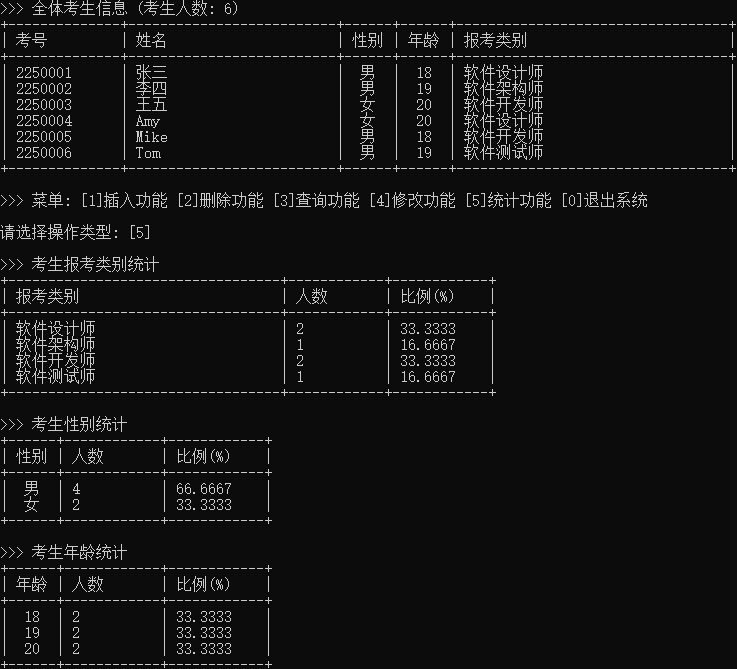 >>> 全体考生信息 (考生人数: 6)
+--------------+--------------------------+------+------+----------------------------------+
| 考号 | 姓名 | 性别 | 年龄 | 报考类别 |
+--------------+--------------------------+------+------+----------------------------------+
| 2250001 | 张三 | 男 | 18 | 软件设计师
| 2250002 | 李四 | 男 | 19 | 软件架构师
| 2250003 | 王五 | 女 | 20 | 软件开发师
| 2250004 | Amy | 女 | 20 | 软件设计师
| 2250005 | Mike | 男 | 18 | 软件开发师
| 2250006 | Tom | 男 | 19 | 软件测试师
+--------------+--------------------------+------+------+----------------------------------+
>>> 菜单: [1]插入功能 [2]删除功能 [3]查询功能 [4]修改功能 [5]统计功能 [0]退出系统
请选择操作类型: [5]
>>> 考生报考类别统计
+----------------------------------+------------+------------+
| 报考类别 | 人数 | 比例(%) |
+----------------------------------+------------+------------+
| 软件设计师 | 2 | 33.3333 |
| 软件架构师 | 1 | 16.6667 |
| 软件开发师 | 2 | 33.3333 |
| 软件测试师 | 1 | 16.6667 |
+----------------------------------+------------+------------+
>>> 考生性别统计
+------+------------+------------+
| 性别 | 人数 | 比例(%) |
+------+------------+------------+
| 男 | 4 | 66.6667 |
| 女 | 2 | 33.3333 |
+------+------------+------------+
>>> 考生年龄统计
+------+------------+------------+
| 年龄 | 人数 | 比例(%) |
+------+------------+------------+
| 18 | 2 | 33.3333 |
| 19 | 2 | 33.3333 |
| 20 | 2 | 33.3333 |
+------+------------+------------+